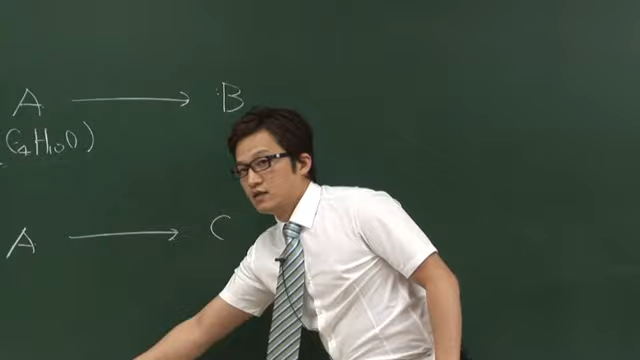 A → B
(C₄H₁₀O)
A → C